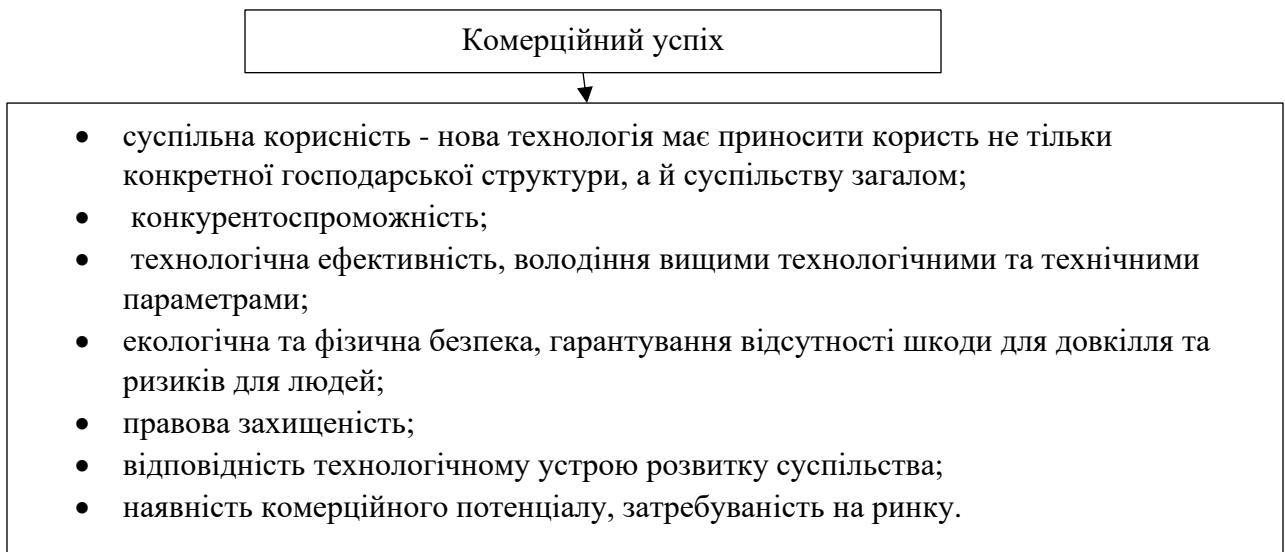 Комерційний успіх
• суспільна корисність - нова технологія має приносити користь не тільки
конкретної господарської структури, а й суспільству загалом;
• конкурентоспроможність;
• технологічна ефективність, володіння вищими технологічними та технічними
параметрами;
• екологічна та фізична безпека, гарантування відсутності шкоди для довкілля та
ризиків для людей;
• правова захищеність;
• відповідність технологічному устрою розвитку суспільства;
• наявність комерційного потенціалу, затребуваність на ринку.